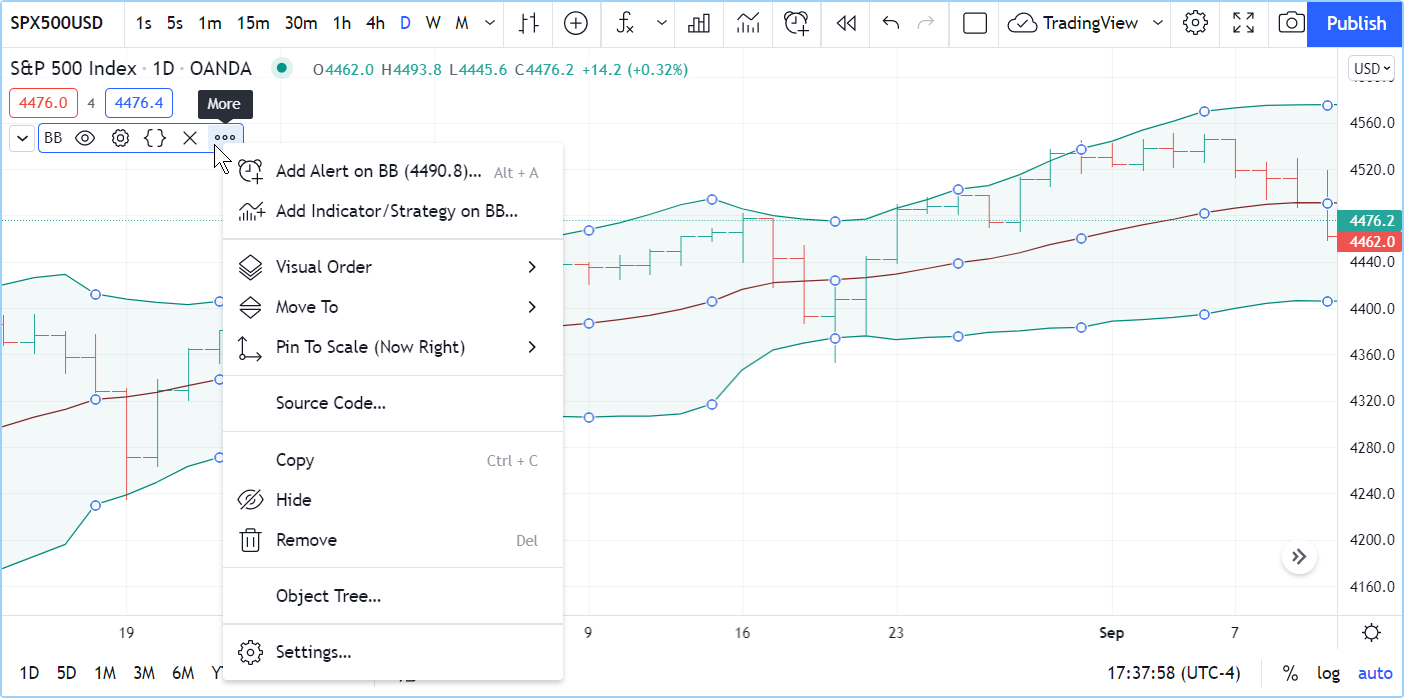 SPX500USD 1s 5s 1m 15m 30m 1h 4h D W M TradingView Publish
S&P 500 Index · 1D · OANDA O4462.0 H4493.8 L4445.6 C4476.2 +14.2 (+0.32%) USD
4476.0 4 4476.4 More
BB
4560.0
4520.0
4476.2
4462.0
4440.0
4400.0
4360.0
4320.0
4280.0
4240.0
4200.0
4160.0
Add Alert on BB (4490.8)... Alt + A
Add Indicator/Strategy on BB...
Visual Order
Move To
Pin To Scale (Now Right)
Source Code...
Copy Ctrl + C
Hide
Remove Del
Object Tree...
Settings...
19 9 16 23 Sep 7
1D 5D 1M 3M 6M 17:37:58 (UTC-4) % log auto